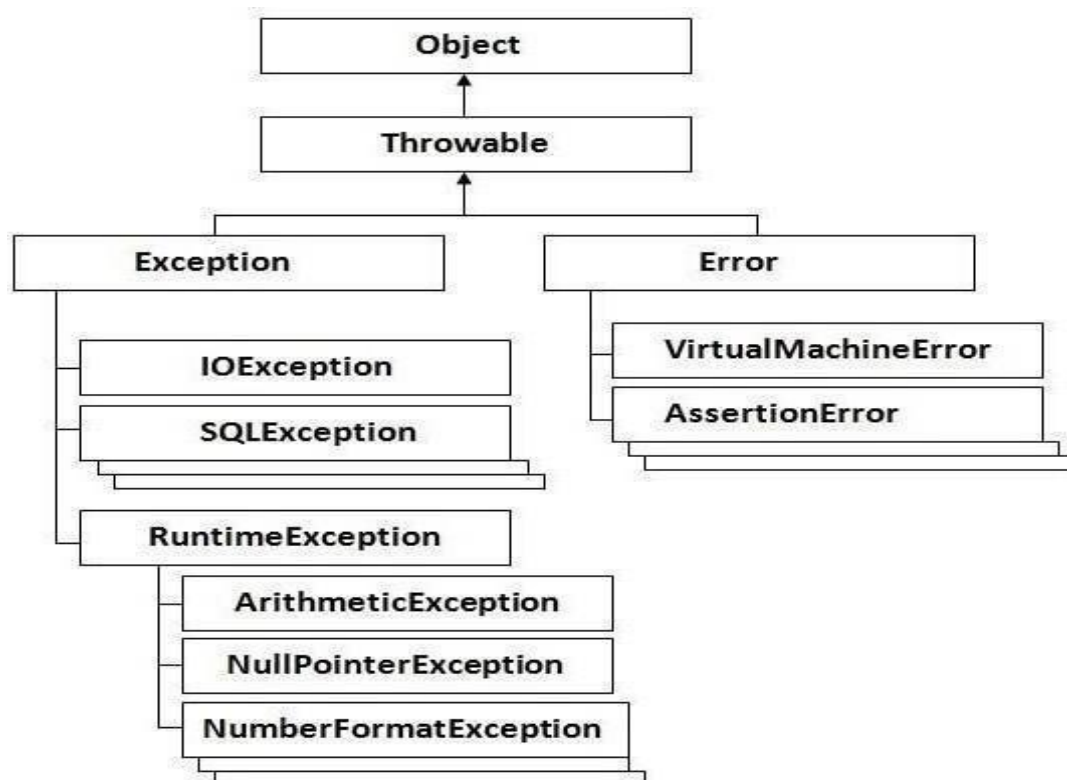 Object
Throwable
Exception
Error
IOException
SQLException
RuntimeException
ArithmeticException
NullPointerException
NumberFormatException
VirtualMachineError
AssertionError